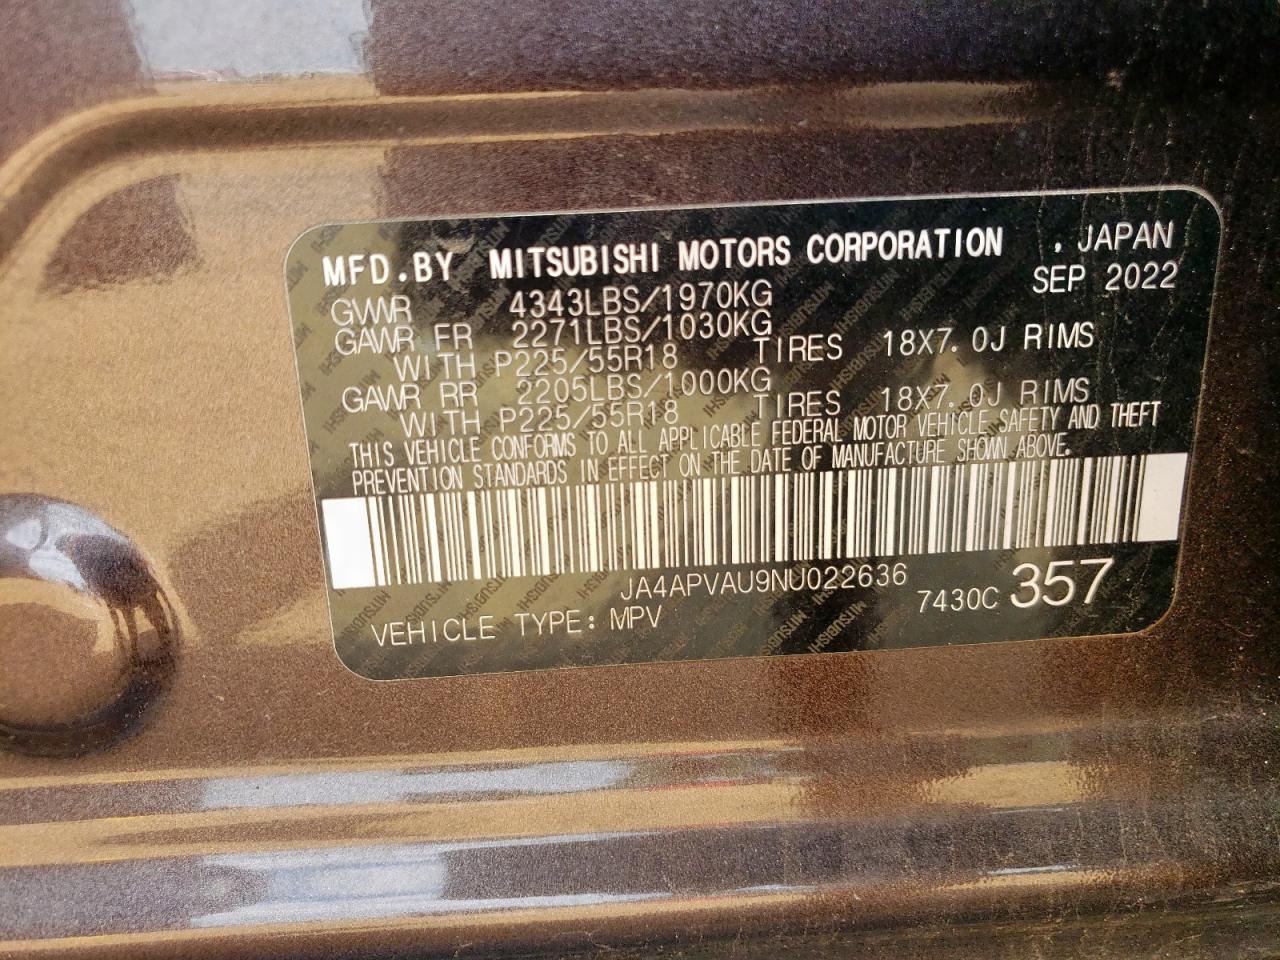 MFD.BY MITSUBISHI MOTORS CORPORATION , JAPAN
SEP 2022
GVWR 4343LBS/1970KG
GAWR FR 2271LBS/1030KG
WITH P225/55R18 TIRES 18X7.0J RIMS
GAWR RR 2205LBS/1000KG
WITH P225/55R18 TIRES 18X7.0J RIMS
THIS VEHICLE CONFORMS TO ALL APPLICABLE FEDERAL MOTOR VEHICLE SAFETY AND THEFT
PREVENTION STANDARDS IN EFFECT ON THE DATE OF MANUFACTURE SHOWN ABOVE.
JA4APVAU9NU022636
7430C 357
VEHICLE TYPE: MPV